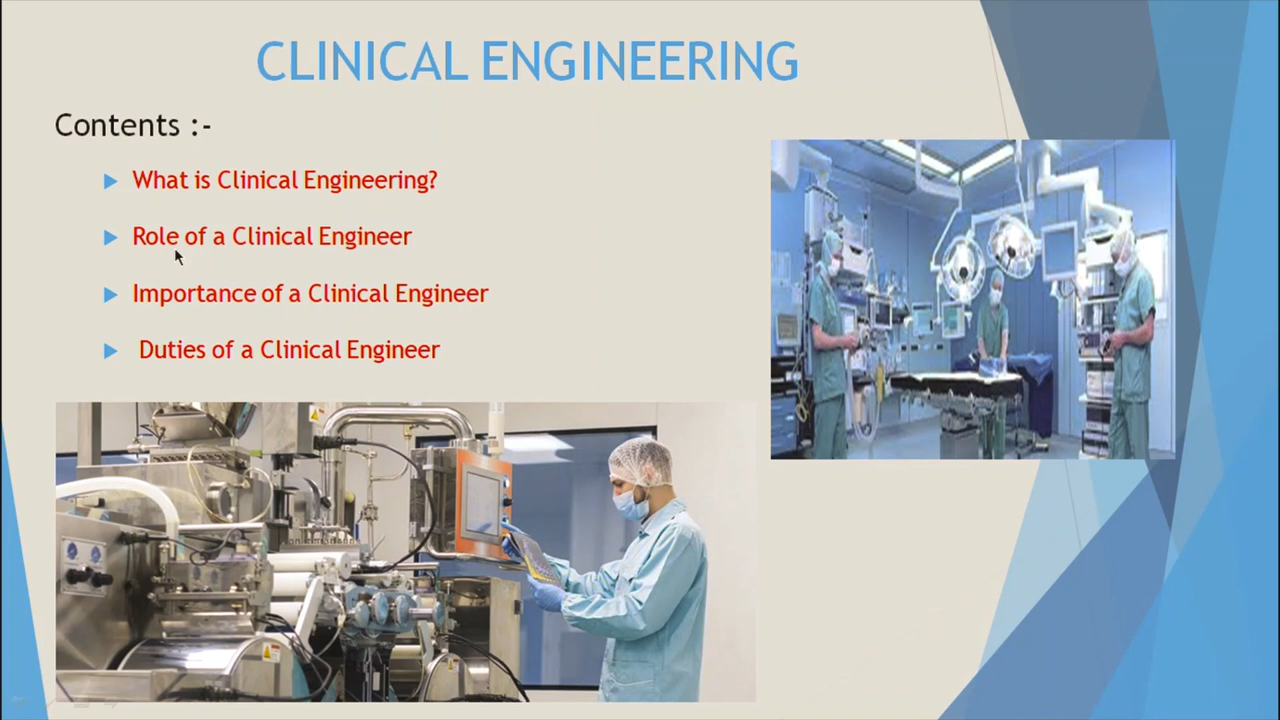 CLINICAL ENGINEERING
Contents :-
What is Clinical Engineering?
Role of a Clinical Engineer
Importance of a Clinical Engineer
Duties of a Clinical Engineer